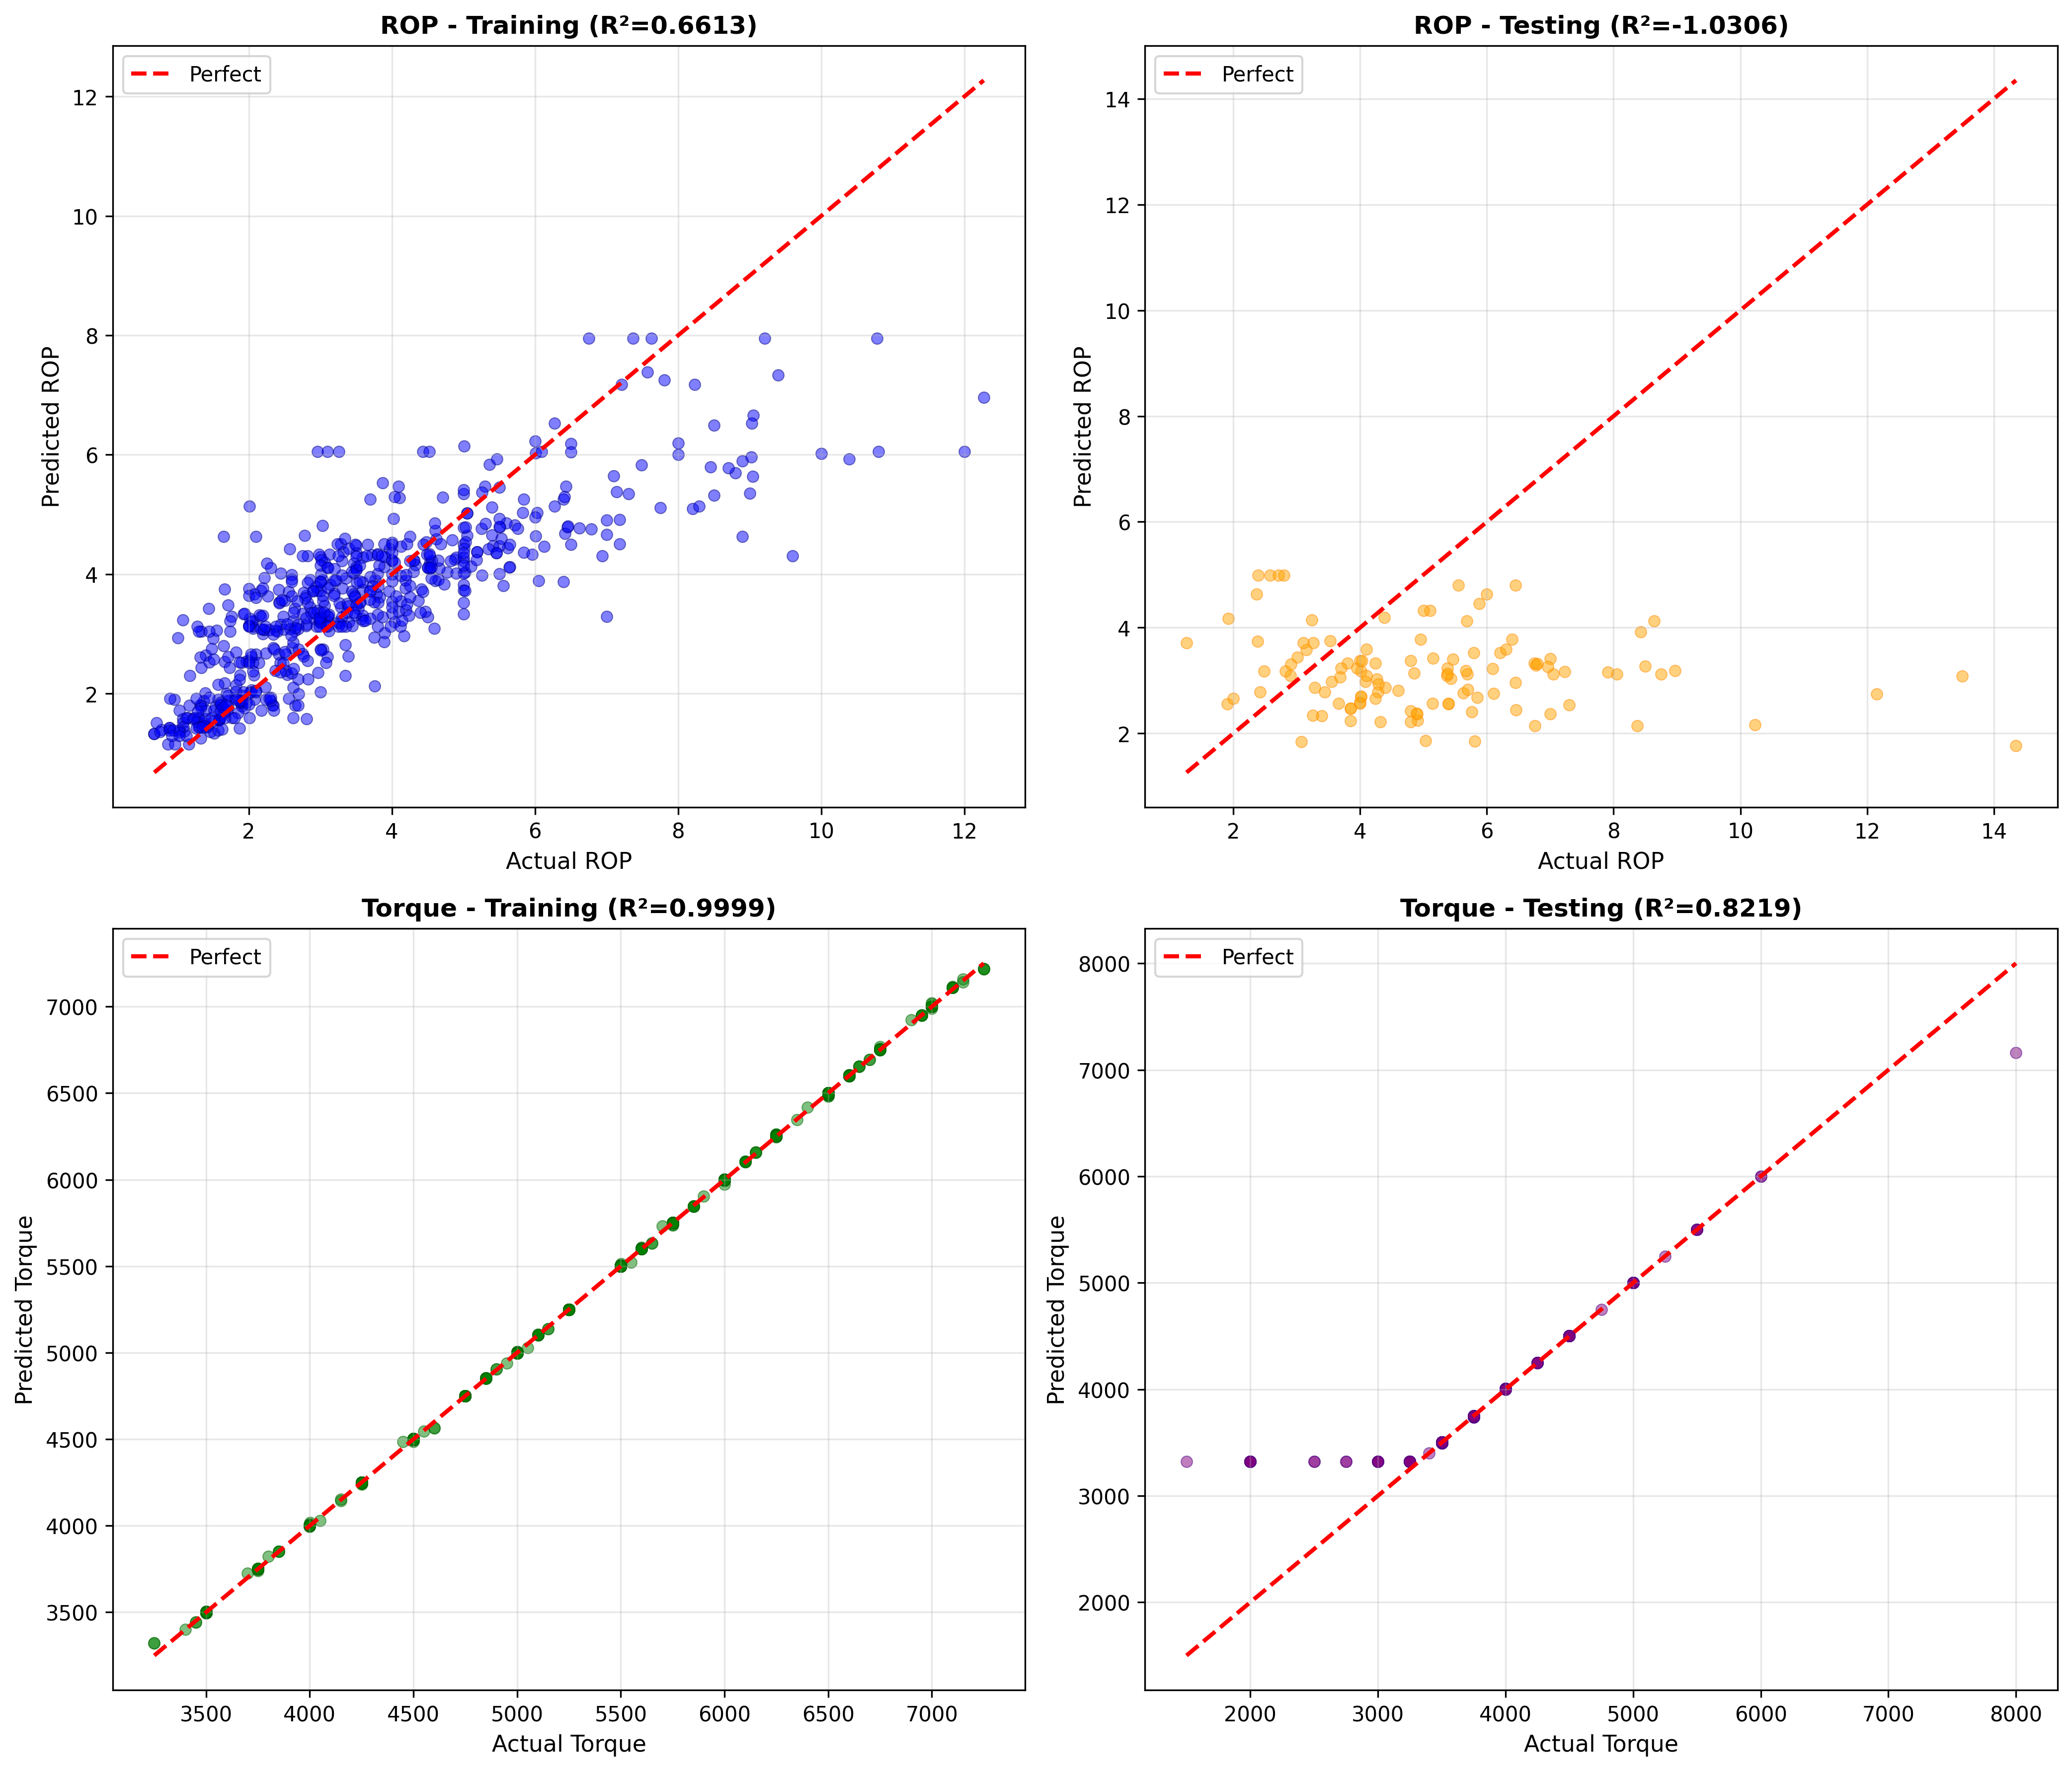 ROP - Training (R²=0.6613)
Perfect
Predicted ROP
12
10
8
6
4
2
2 4 6 8 10 12
Actual ROP
ROP - Testing (R²=-1.0306)
Perfect
Predicted ROP
14
12
10
8
6
4
2
2 4 6 8 10 12 14
Actual ROP
Torque - Training (R²=0.9999)
Perfect
Predicted Torque
7000
6500
6000
5500
5000
4500
4000
3500
3500 4000 4500 5000 5500 6000 6500 7000
Actual Torque
Torque - Testing (R²=0.8219)
Perfect
Predicted Torque
8000
7000
6000
5000
4000
3000
2000
2000 3000 4000 5000 6000 7000 8000
Actual Torque